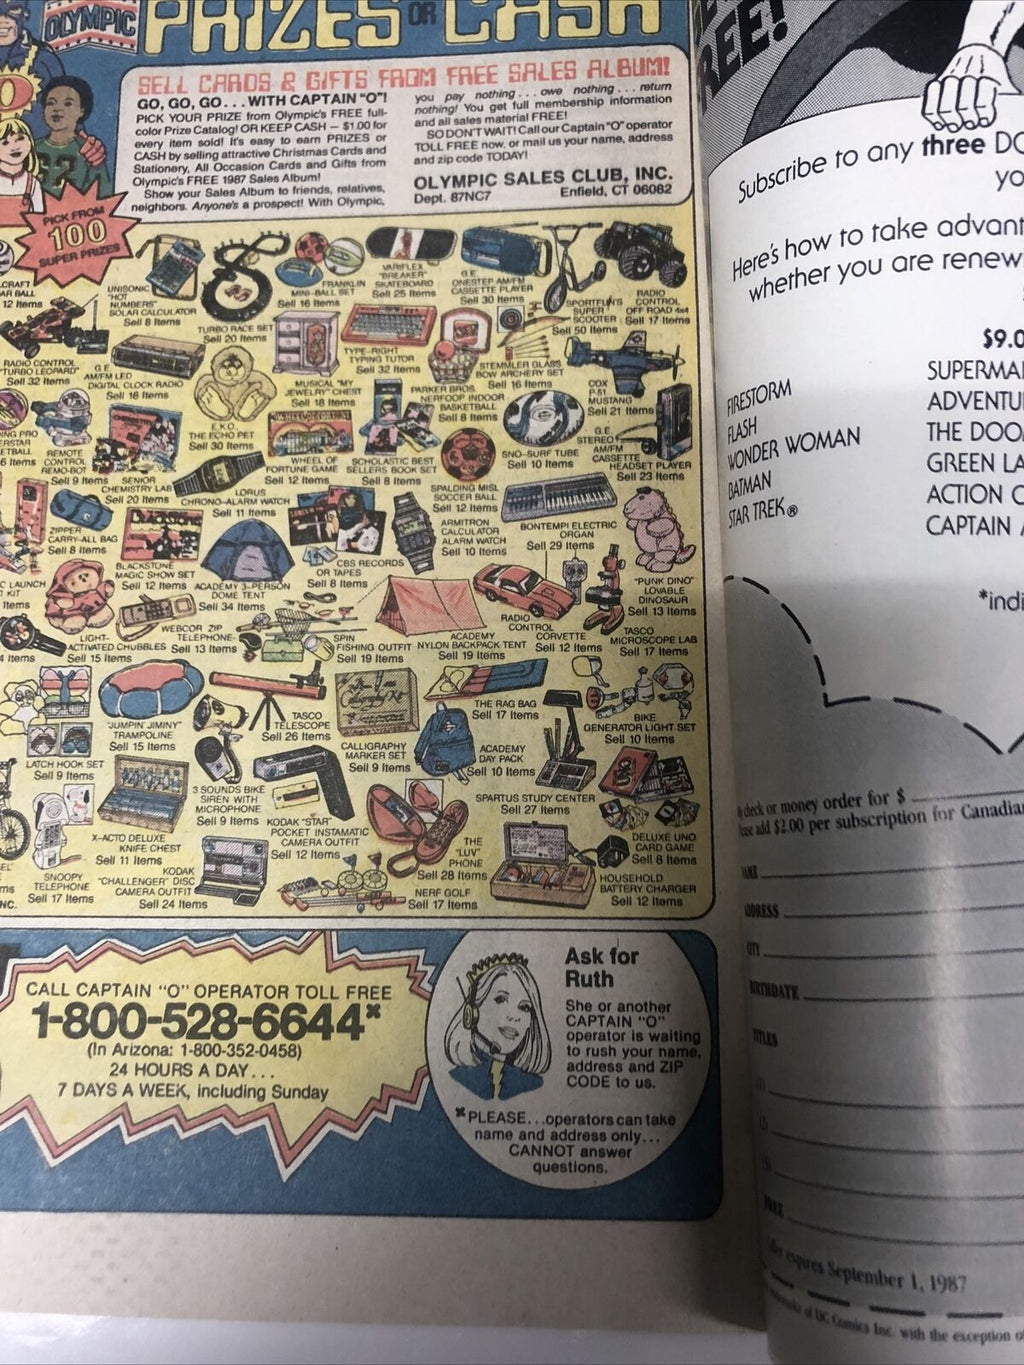 OLYMPIC
PRIZES OR CASH
SELL CARDS & GIFTS FROM FREE SALES ALBUM!
GO, GO, GO... WITH CAPTAIN "O"!
PICK YOUR PRIZE from Olympic's FREE full-
color Prize Catalog! OR KEEP CASH — $1.00 for
every item sold! It's easy to earn PRIZES or
CASH by selling attractive Christmas Cards and
Stationery, All Occasion Cards and Gifts from
Olympic's FREE 1987 Sales Album!
Show your Sales Album to friends, relatives,
neighbors. Anyone's a prospect! With Olympic,
you pay nothing... owe nothing... return
nothing! You get full membership information
and all sales material FREE!
SO DON'T WAIT! Call our Captain "O" operator
TOLL FREE now, or mail us your name, address
and zip code TODAY!
OLYMPIC SALES CLUB, INC.
Dept. 87NC7 Enfield, CT 06082
PICK FROM
100
SUPER PRIZES
12 Items
UNISONIC
"HOT
NUMBERS"
SOLAR CALCULATOR
Sell 8 Items
TURBO RACE SET
Sell 20 Items
FRANKLIN
MINI-BALL SET
Sell 16 Items
VARIFLEX
"BREAKER"
SKATEBOARD
Sell 25 Items
G.E.
ONESTEP AM/FM
CASSETTE PLAYER
Sell 30 Items
SPORTFUN'S
SUPER
SCOOTER
Sell 50 Items
RADIO
CONTROL
OFF ROAD 4x4
Sell 17 Items
RADIO CONTROL
"TURBO LEOPARD"
Sell 32 Items
G.E.
AM/FM LED
DIGITAL CLOCK RADIO
Sell 18 Items
E.K.O.
THE ECHO PET
Sell 30 Items
MUSICAL "MY
JEWELRY" CHEST
Sell 18 Items
TYPE-RIGHT
TYPING TUTOR
Sell 32 Items
PARKER BROS.
NERFOOP INDOOR
BASKETBALL
Sell 8 Items
STEMMLER GLASS
BOW ARCHERY SET
Sell 16 Items
COX
P-51
MUSTANG
Sell 21 Items
REMOTE
CONTROL
REMO-BOT
Sell 9 Items
SENIOR
CHEMISTRY LAB
Sell 20 Items
LORUS
CHRONO-ALARM WATCH
Sell 11 Items
WHEEL OF FORTUNE
WHEEL OF
FORTUNE GAME
Sell 12 Items
SCHOLASTIC BEST
SELLERS BOOK SET
Sell 8 Items
SPALDING MISL
SOCCER BALL
Sell 12 Items
SNO-SURF TUBE
Sell 10 Items
G.E.
STEREO
AM/FM
CASSETTE
HEADSET PLAYER
Sell 23 Items
ZIPPER
CARRY-ALL BAG
Sell 8 Items
BLACKSTONE
BLACKSTONE
MAGIC SHOW SET
Sell 12 Items
ACADEMY 3-PERSON
DOME TENT
Sell 34 Items
CBS RECORDS
OR TAPES
Sell 8 Items
ARMITRON
CALCULATOR
ALARM WATCH
Sell 10 Items
BONTEMPI ELECTRIC
ORGAN
Sell 29 Items
"PUNK DINO"
LOVABLE
DINOSAUR
Sell 13 Items
LIGHT-
ACTIVATED CHUBBLES
Sell 15 Items
WEBCOR ZIP
TELEPHONE
Sell 13 Items
SPIN
FISHING OUTFIT
Sell 19 Items
ACADEMY
NYLON BACKPACK TENT
Sell 19 Items
RADIO
CONTROL
CORVETTE
Sell 12 Items
TASCO
MICROSCOPE LAB
Sell 17 Items
LATCH HOOK SET
Sell 9 Items
"JUMPIN' JIMINY"
TRAMPOLINE
Sell 15 Items
TASCO
TELESCOPE
Sell 26 Items
CALLIGRAPHY
MARKER SET
Sell 9 Items
THE RAG BAG
Sell 17 Items
ACADEMY
DAY PACK
Sell 10 Items
BIKE
GENERATOR LIGHT SET
Sell 10 Items
3 SOUNDS BIKE
SIREN WITH
MICROPHONE
Sell 9 Items
SPARTUS STUDY CENTER
Sell 27 Items
UNO
DELUXE UNO
CARD GAME
Sell 8 Items
SNOOPY
TELEPHONE
Sell 17 Items
X-ACTO DELUXE
KNIFE CHEST
Sell 11 Items
KODAK
"CHALLENGER" DISC
CAMERA OUTFIT
Sell 24 Items
KODAK "STAR"
POCKET INSTAMATIC
CAMERA OUTFIT
Sell 12 Items
THE
"LUV"
PHONE
Sell 28 Items
NERF GOLF
Sell 17 Items
HOUSEHOLD
BATTERY CHARGER
Sell 12 Items
CALL CAPTAIN "O" OPERATOR TOLL FREE
1-800-528-6644*
(In Arizona: 1-800-352-0458)
24 HOURS A DAY...
7 DAYS A WEEK, including Sunday
Ask for
Ruth
She or another
CAPTAIN "O"
operator is waiting
to rush your name,
address and ZIP
CODE to us.
*PLEASE...operators can take
name and address only...
CANNOT answer
questions.
FREE!
Subscribe to any three DC
Here's how to take advant
whether you are renew
$9.0
FIRESTORM
FLASH
WONDER WOMAN
BATMAN
STAR TREK®
SUPERMA
ADVENTU
THE DOO
GREEN LA
ACTION C
CAPTAIN
*indi
check or money order for $
add $2.00 per subscription for Canadia
NAME
ADDRESS
CITY
BIRTHDATE
TITLES
FREE
expires September 1, 1987
of DC Comics Inc. with the exception of